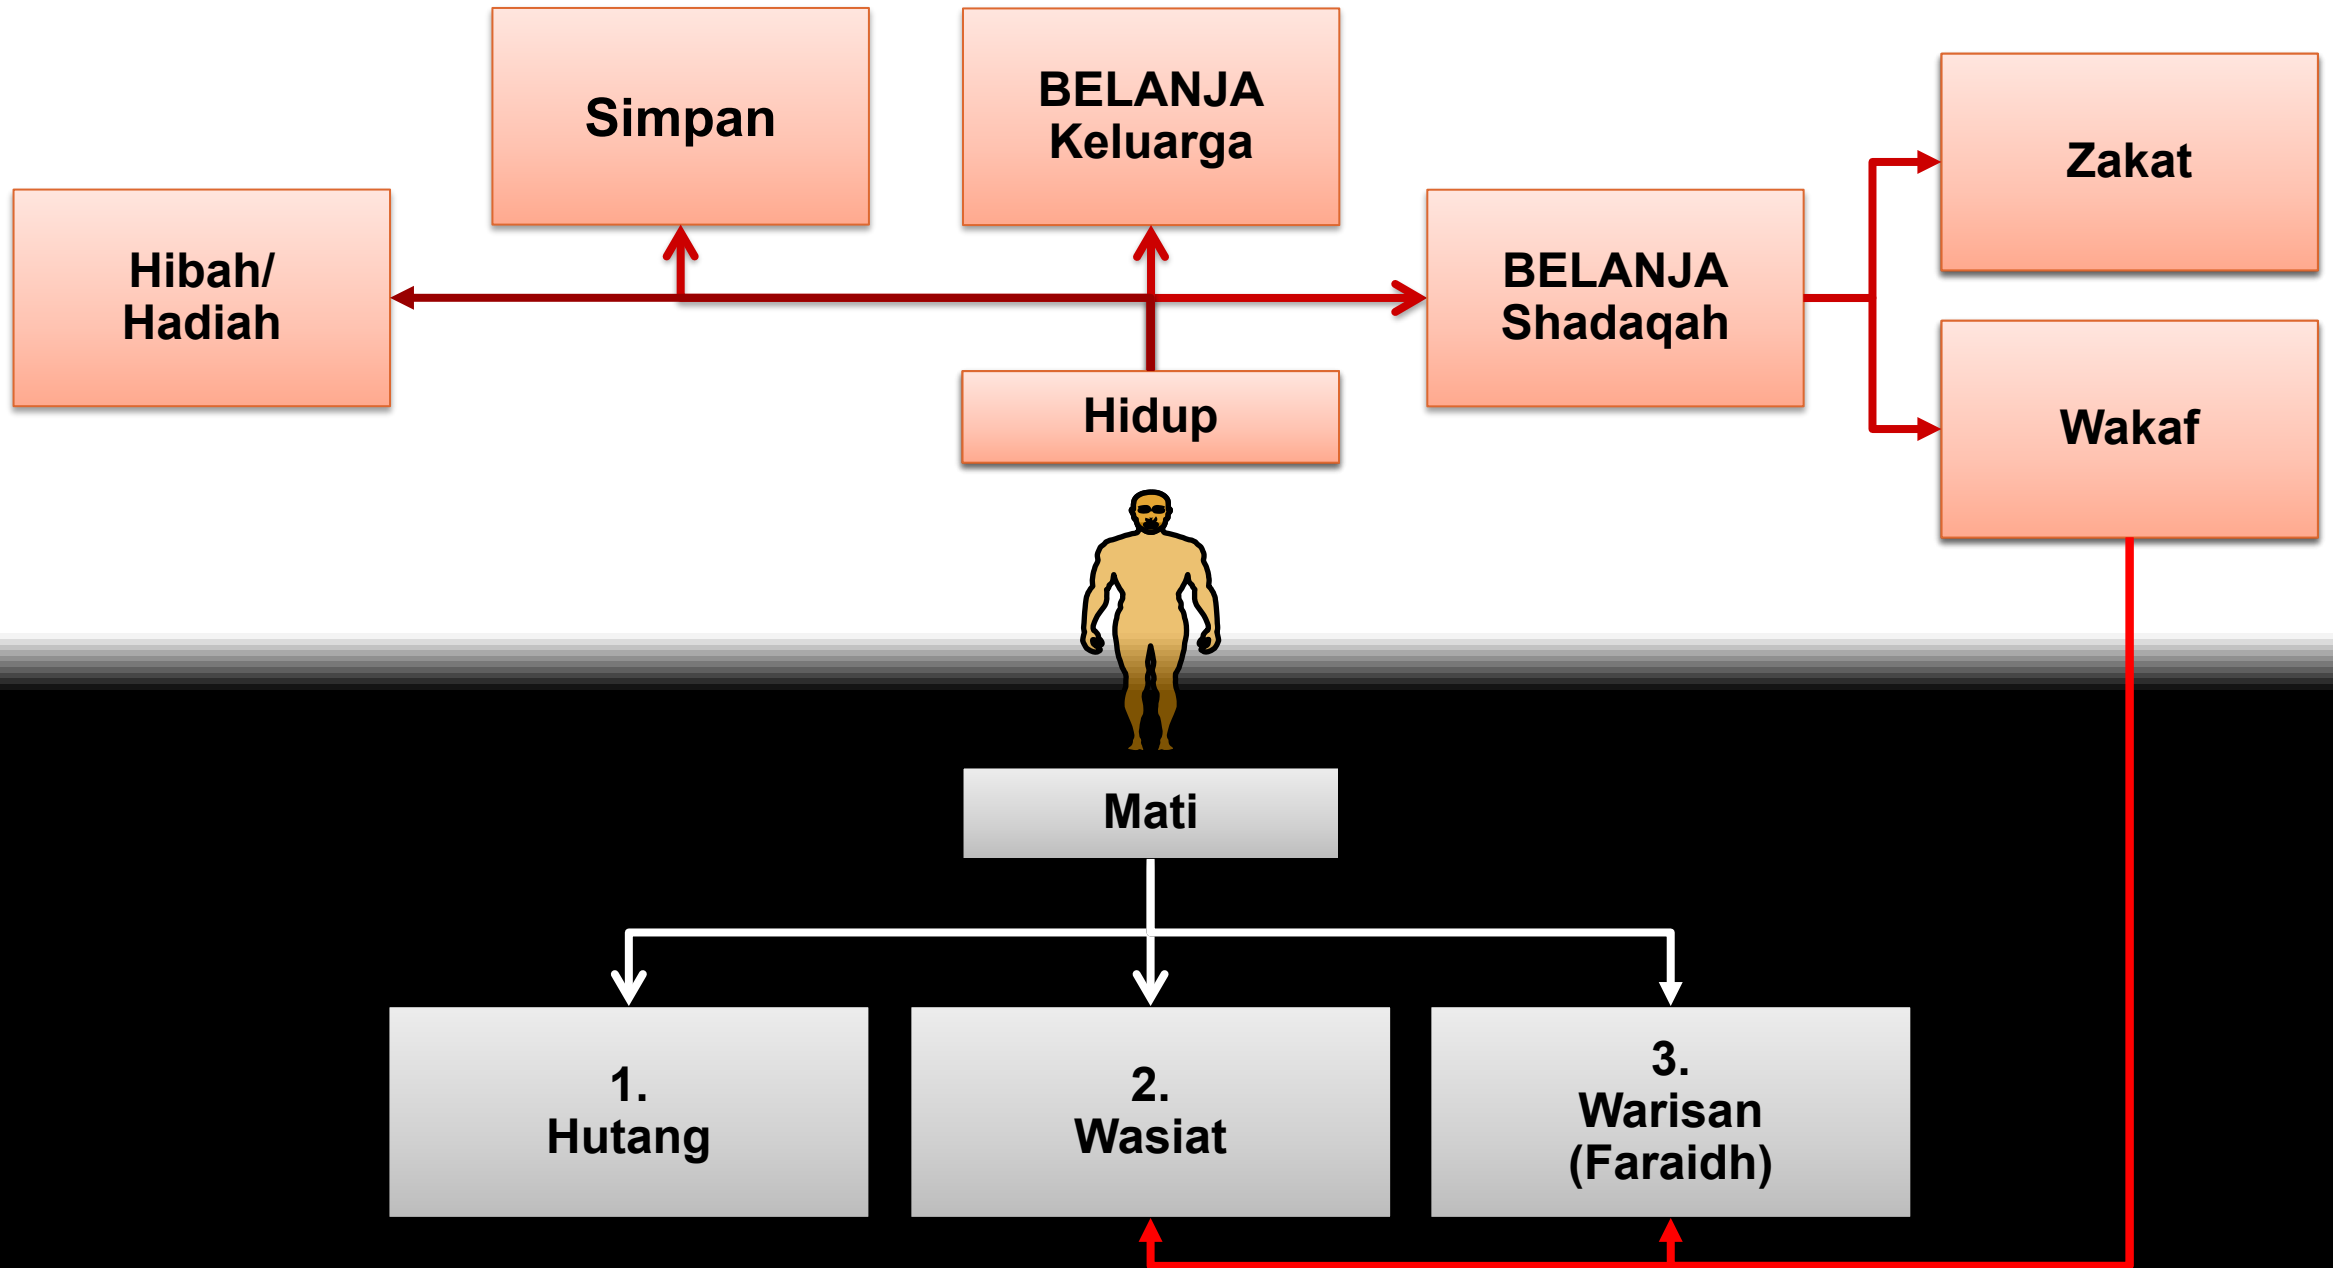 Simpan
BELANJA
Keluarga
Zakat
Hibah/
Hadiah
BELANJA
Shadaqah
Hidup
Wakaf
Mati
1.
Hutang
2.
Wasiat
3.
Warisan
(Faraidh)